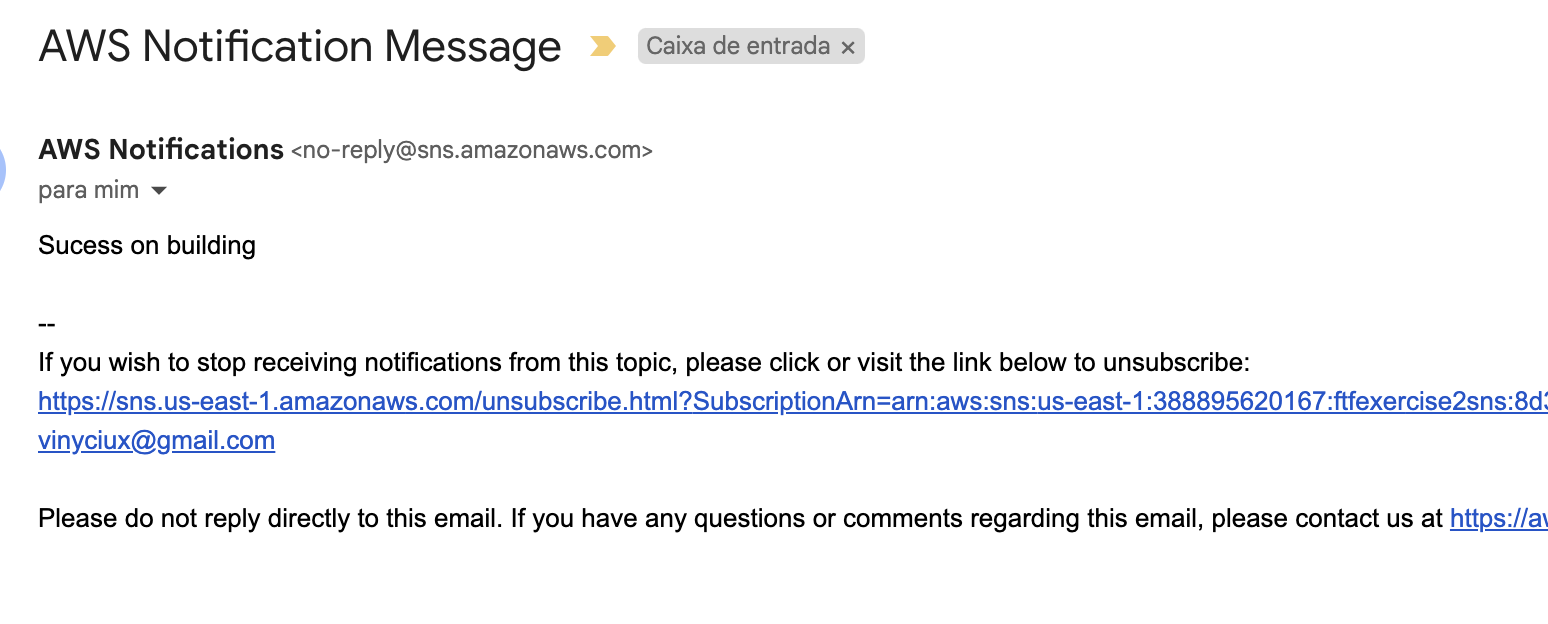 AWS Notification Message Caixa de entrada ×
AWS Notifications <no-reply@sns.amazonaws.com>
para mim
Sucess on building
--
If you wish to stop receiving notifications from this topic, please click or visit the link below to unsubscribe:
https://sns.us-east-1.amazonaws.com/unsubscribe.html?SubscriptionArn=arn:aws:sns:us-east-1:388895620167:ftfexercise2sns:8d3
vinyciux@gmail.com
Please do not reply directly to this email. If you have any questions or comments regarding this email, please contact us at https://aw